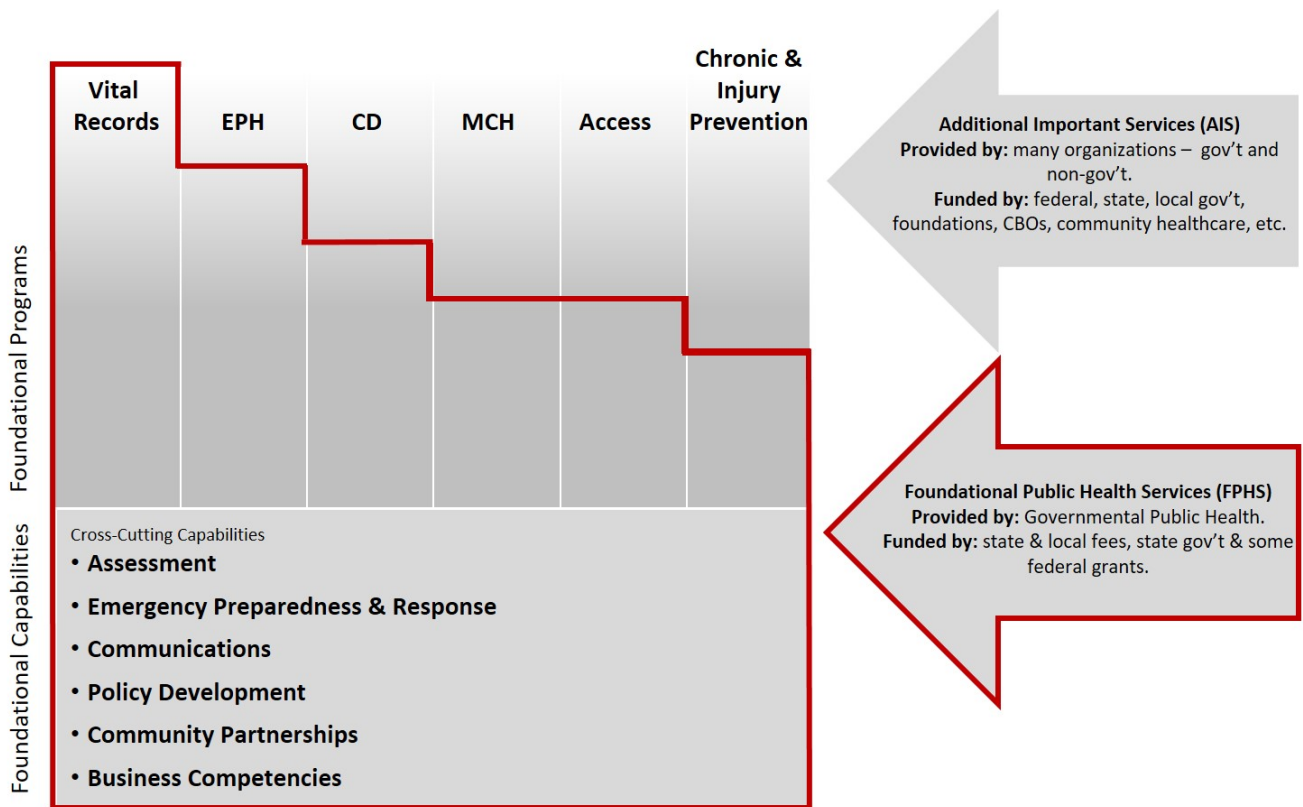 Vital
Records
EPH
CD
MCH
Access
Chronic &
Injury
Prevention
Foundational Programs
Foundational Capabilities
Cross-Cutting Capabilities
• Assessment
• Emergency Preparedness & Response
• Communications
• Policy Development
• Community Partnerships
• Business Competencies
Additional Important Services (AIS)
Provided by: many organizations – gov’t and
non-gov’t.
Funded by: federal, state, local gov’t,
foundations, CBOs, community healthcare, etc.
Foundational Public Health Services (FPHS)
Provided by: Governmental Public Health.
Funded by: state & local fees, state gov’t & some
federal grants.